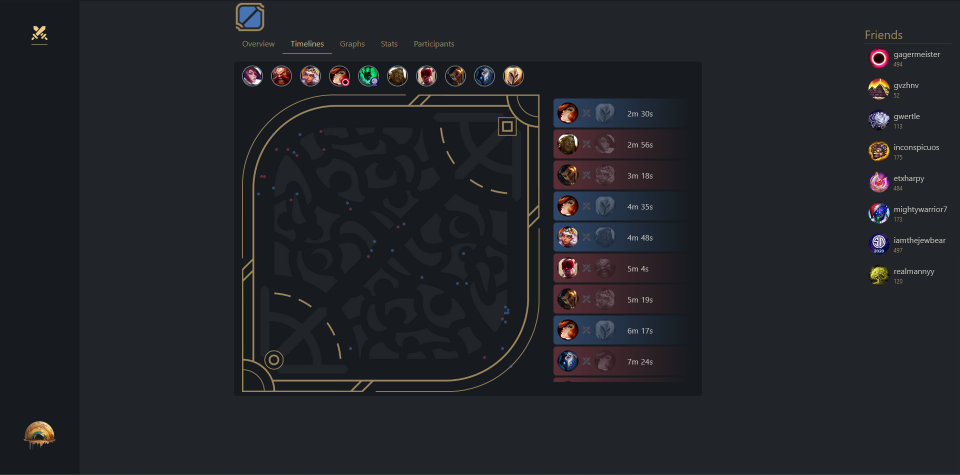 Overview Timelines Graphs Stats Participants
2m 30s
2m 56s
3m 18s
4m 35s
4m 48s
5m 4s
5m 19s
6m 17s
7m 24s
Friends
gagermeister
494
gvzhnv
52
gwertle
113
inconspicuos
175
etxharpy
484
mightywarrior7
173
iamthejewbear
497
realmannyy
120